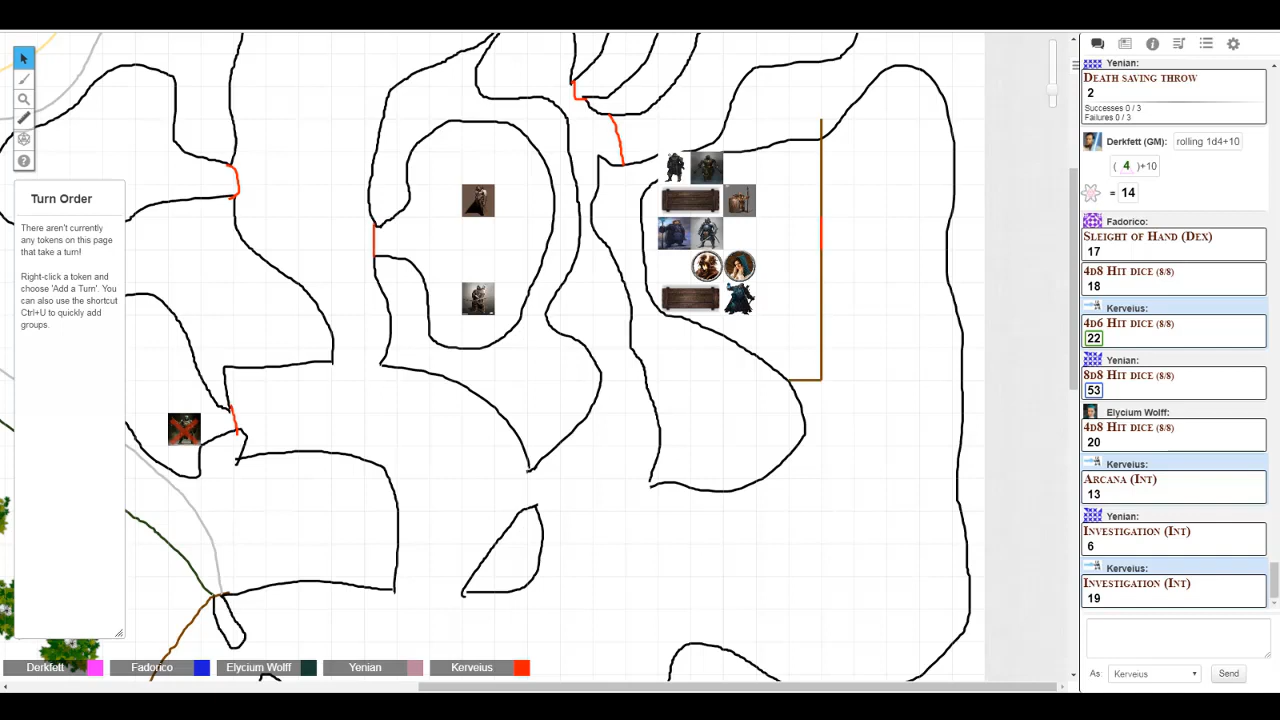 Turn Order
There aren't currently
any tokens on this page
that take a turn!
Right-click a token and
choose 'Add a Turn'. You
can also use the shortcut
Ctrl+U to quickly add
groups.
Derkfett
Fadorico
Elycium Wolff
Yenian
Kerveius
Yenian:
Death saving throw
2
Successes 0 / 3
Failures 0 / 3
Derkfett (GM): rolling 1d4+10
( 4 )+10
= 14
Fadorico:
Sleight of Hand (Dex)
17
4d8 Hit dice (8/8)
18
Kerveius:
4d6 Hit dice (8/8)
22
Yenian:
8d8 Hit dice (8/8)
53
Elycium Wolff:
4d8 Hit dice (8/8)
20
Kerveius:
Arcana (Int)
13
Yenian:
Investigation (Int)
6
Kerveius:
Investigation (Int)
19
As: Kerveius Send